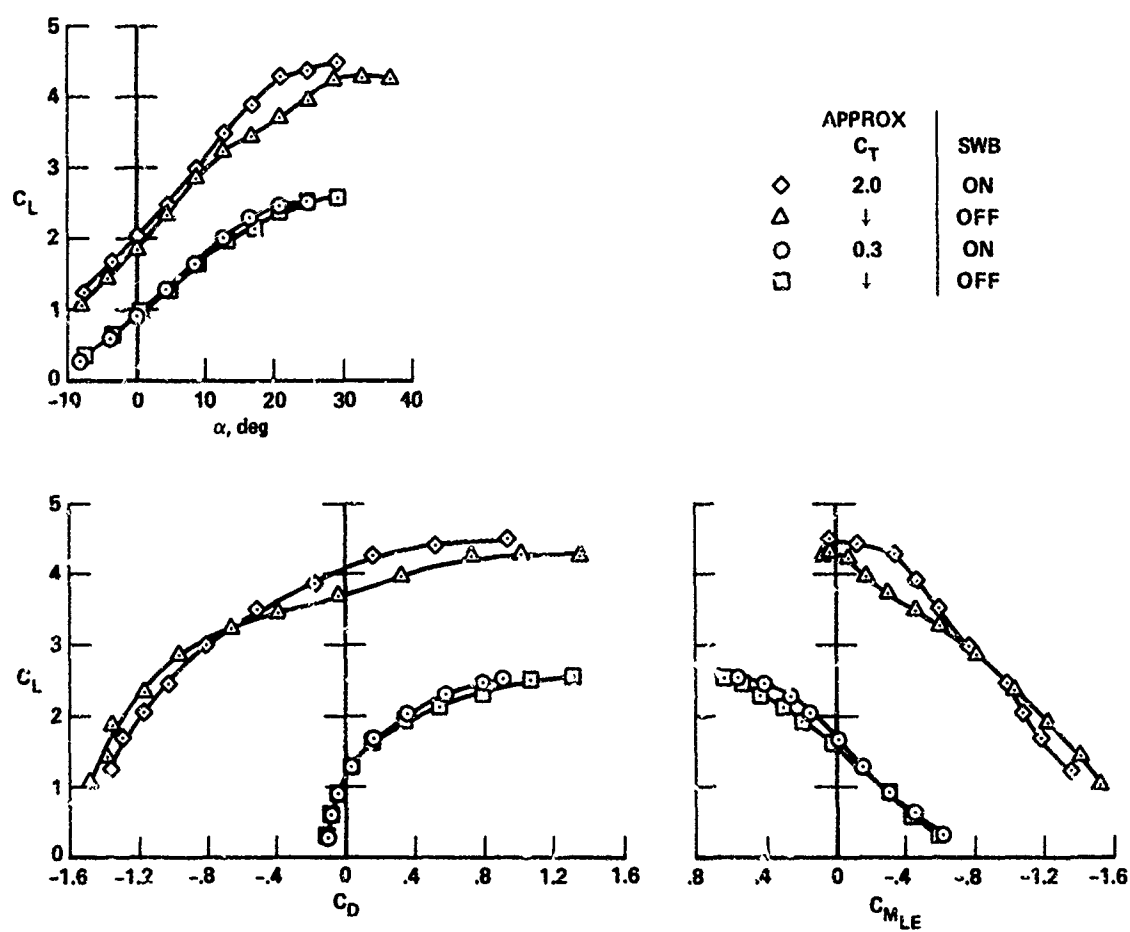 5
4
3
C_L
2
1
0
-10 0 10 20 30 40
α, deg
APPROX
C_T SWB
2.0 ON
↓ OFF
0.3 ON
↓ OFF
5
4
3
C_L
2
1
0
-1.6 -1.2 -.8 -.4 0 .4 .8 1.2 1.6
C_D
.8 .4 0 -.4 -.8 -1.2 -1.6
C_MLE